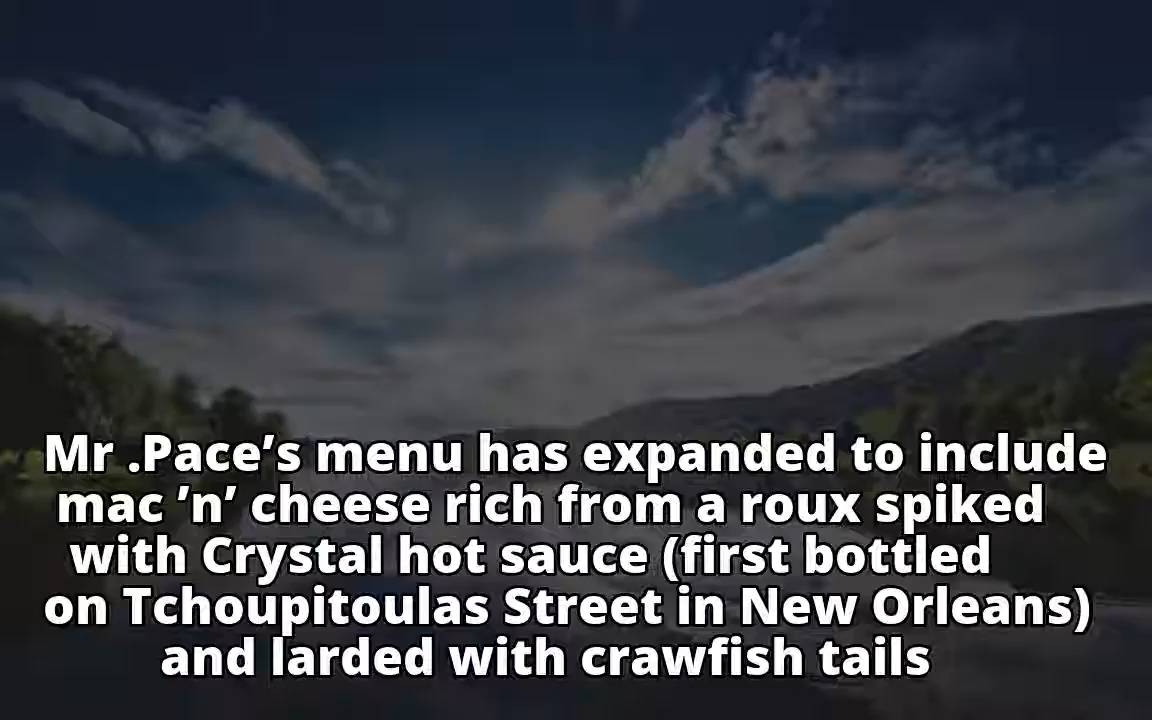 Mr .Pace’s menu has expanded to include
mac ’n’ cheese rich from a roux spiked
with Crystal hot sauce (first bottled
on Tchoupitoulas Street in New Orleans)
and larded with crawfish tails